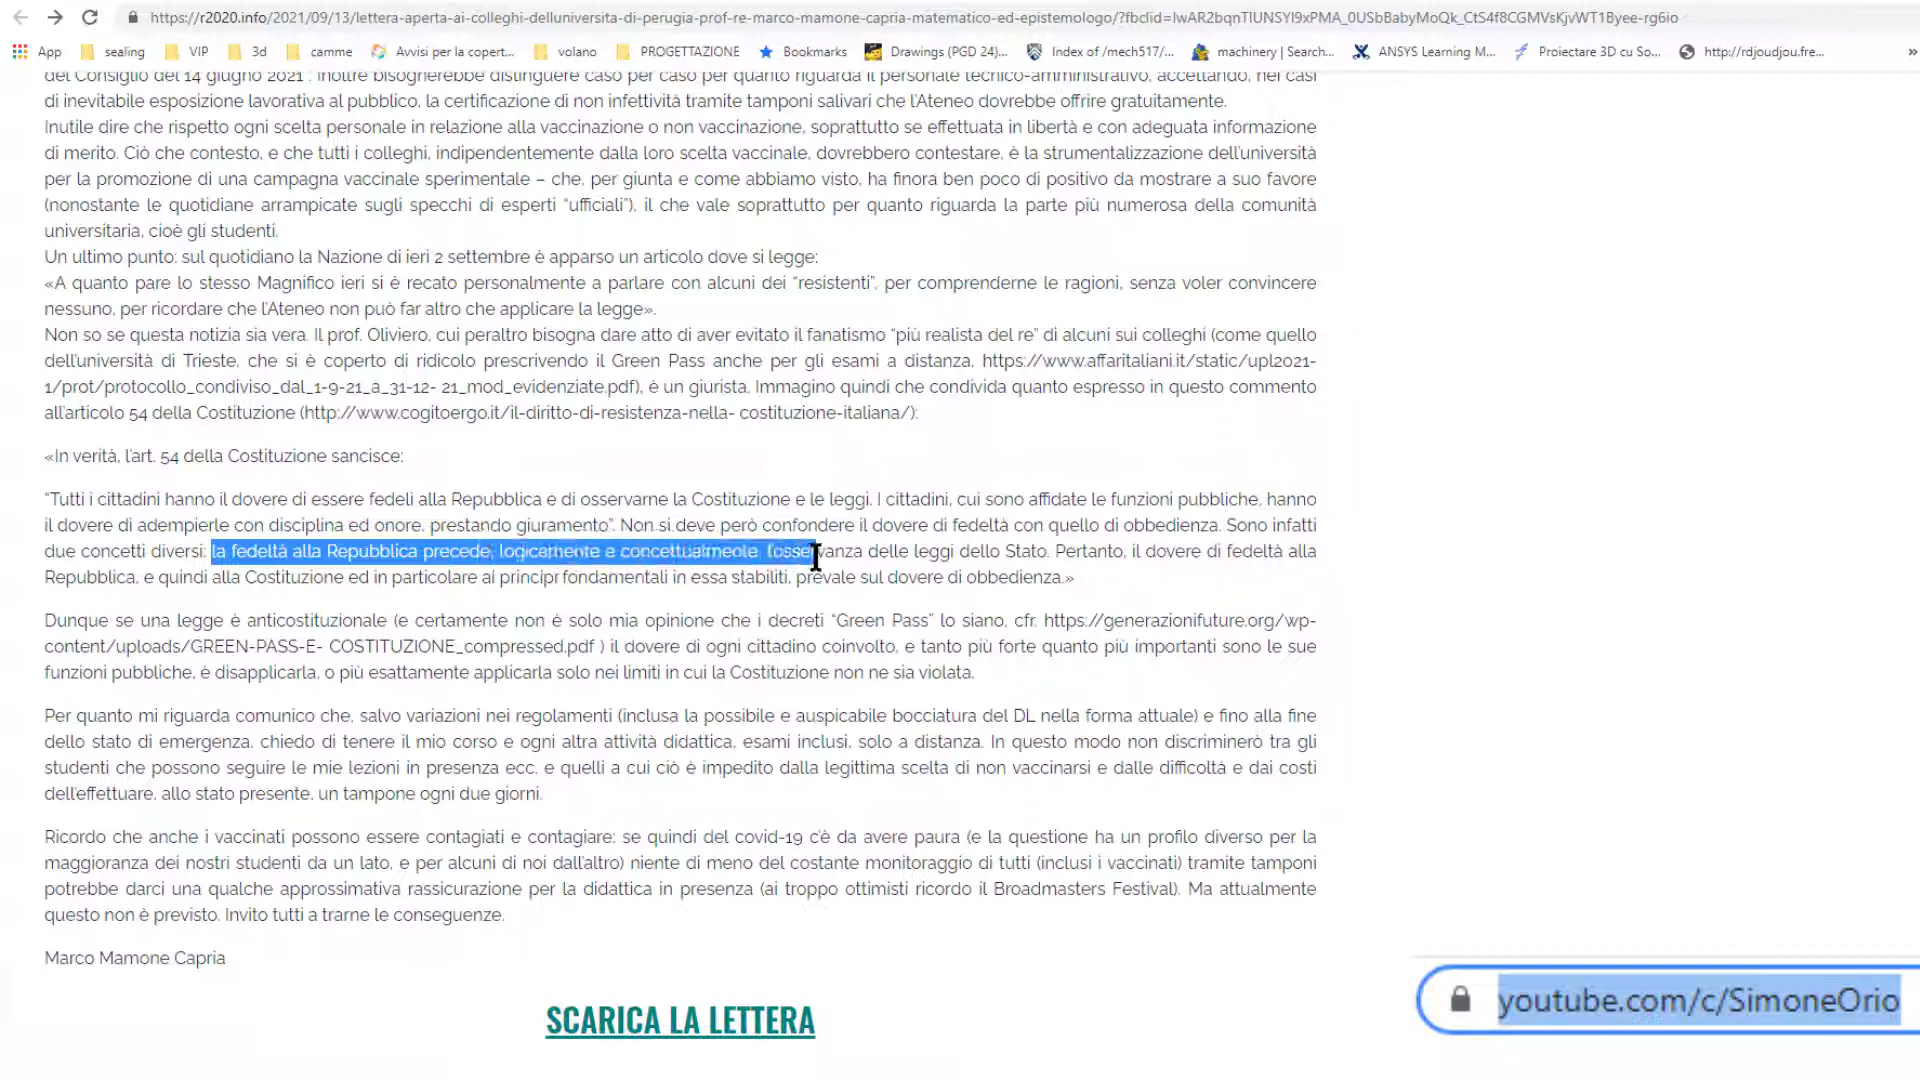 https://r2020.info/2021/09/13/lettera-aperta-ai-colleghi-delluniversita-di-perugia-prof-re-marco-mamone-capria-matematico-ed-epistemologo/?fbclid=IwAR2bqnTIUNSYI9xPMA_0USbBabyMoQk_CtS4f8CGMVsKjvWT1Byee-rg6io
App sealing VIP 3d camme Avvisi per la copert... volano PROGETTAZIONE Bookmarks Drawings (PGD 24)... Index of /mech517/... machinery | Search... ANSYS Learning M... Proiectare 3D cu So... http://rdjoudjou.fre... »
del Consiglio del 14 giugno 2021 : inoltre bisognerebbe distinguere caso per caso per quanto riguarda il personale tecnico-amministrativo, accettando, nei casi
di inevitabile esposizione lavorativa al pubblico, la certificazione di non infettività tramite tamponi salivari che l'Ateneo dovrebbe offrire gratuitamente.
Inutile dire che rispetto ogni scelta personale in relazione alla vaccinazione o non vaccinazione, soprattutto se effettuata in libertà e con adeguata informazione
di merito. Ciò che contesto, e che tutti i colleghi, indipendentemente dalla loro scelta vaccinale, dovrebbero contestare, è la strumentalizzazione dell'università
per la promozione di una campagna vaccinale sperimentale – che, per giunta e come abbiamo visto, ha finora ben poco di positivo da mostrare a suo favore
(nonostante le quotidiane arrampicate sugli specchi di esperti “ufficiali”), il che vale soprattutto per quanto riguarda la parte più numerosa della comunità
universitaria, cioè gli studenti.
Un ultimo punto: sul quotidiano la Nazione di ieri 2 settembre è apparso un articolo dove si legge:
«A quanto pare lo stesso Magnifico ieri si è recato personalmente a parlare con alcuni dei “resistenti”, per comprenderne le ragioni, senza voler convincere
nessuno, per ricordare che l'Ateneo non può far altro che applicare la legge».
Non so se questa notizia sia vera. Il prof. Oliviero, cui peraltro bisogna dare atto di aver evitato il fanatismo “più realista del re” di alcuni sui colleghi (come quello
dell'università di Trieste, che si è coperto di ridicolo prescrivendo il Green Pass anche per gli esami a distanza, https://www.affaritaliani.it/static/upl2021-
1/prot/protocollo_condiviso_dal_1-9-21_a_31-12- 21_mod_evidenziate.pdf), è un giurista. Immagino quindi che condivida quanto espresso in questo commento
all'articolo 54 della Costituzione (http://www.cogitoergo.it/il-diritto-di-resistenza-nella- costituzione-italiana/):
«In verità, l'art. 54 della Costituzione sancisce:
“Tutti i cittadini hanno il dovere di essere fedeli alla Repubblica e di osservarne la Costituzione e le leggi. I cittadini, cui sono affidate le funzioni pubbliche, hanno
il dovere di adempierle con disciplina ed onore, prestando giuramento”. Non si deve però confondere il dovere di fedeltà con quello di obbedienza. Sono infatti
due concetti diversi: la fedeltà alla Repubblica precede, logicamente e concettualmente, l'osservanza delle leggi dello Stato. Pertanto, il dovere di fedeltà alla
Repubblica, e quindi alla Costituzione ed in particolare ai principi fondamentali in essa stabiliti, prevale sul dovere di obbedienza.»
Dunque se una legge è anticostituzionale (e certamente non è solo mia opinione che i decreti “Green Pass” lo siano, cfr. https://generazionifuture.org/wp-
content/uploads/GREEN-PASS-E- COSTITUZIONE_compressed.pdf ) il dovere di ogni cittadino coinvolto, e tanto più forte quanto più importanti sono le sue
funzioni pubbliche, è disapplicarla, o più esattamente applicarla solo nei limiti in cui la Costituzione non ne sia violata.
Per quanto mi riguarda comunico che, salvo variazioni nei regolamenti (inclusa la possibile e auspicabile bocciatura del DL nella forma attuale) e fino alla fine
dello stato di emergenza, chiedo di tenere il mio corso e ogni altra attività didattica, esami inclusi, solo a distanza. In questo modo non discriminerò tra gli
studenti che possono seguire le mie lezioni in presenza ecc. e quelli a cui ciò è impedito dalla legittima scelta di non vaccinarsi e dalle difficoltà e dai costi
dell'effettuare, allo stato presente, un tampone ogni due giorni.
Ricordo che anche i vaccinati possono essere contagiati e contagiare: se quindi del covid-19 c'è da avere paura (e la questione ha un profilo diverso per la
maggioranza dei nostri studenti da un lato, e per alcuni di noi dall'altro) niente di meno del costante monitoraggio di tutti (inclusi i vaccinati) tramite tamponi
potrebbe darci una qualche approssimativa rassicurazione per la didattica in presenza (ai troppo ottimisti ricordo il Broadmasters Festival). Ma attualmente
questo non è previsto. Invito tutti a trarne le conseguenze.
Marco Mamone Capria
SCARICA LA LETTERA
youtube.com/c/SimoneOrio